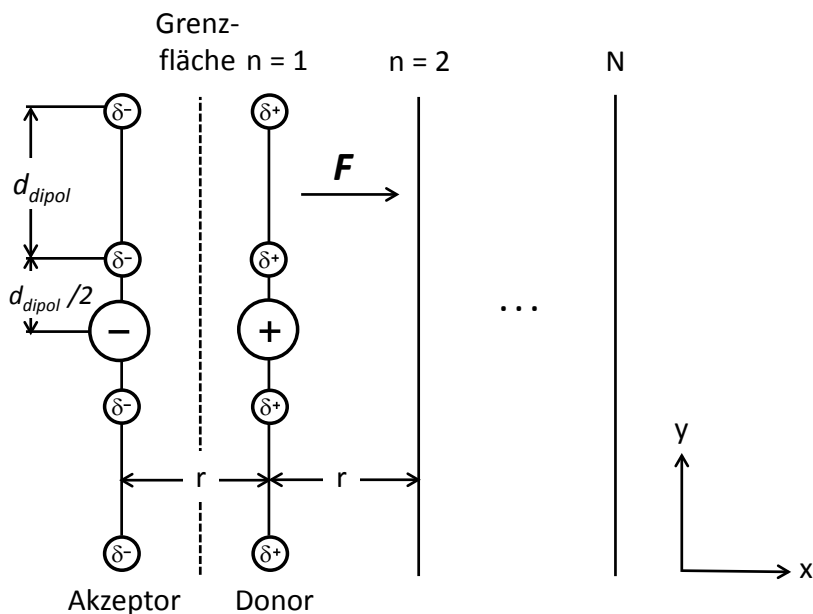 Grenz-
fläche n = 1 n = 2 N
δ⁻ δ⁺
F
d_dipol
δ⁻ δ⁺
d_dipol /2
− +
...
δ⁻ δ⁺
y
r r
δ⁻ δ⁺
x
Akzeptor Donor